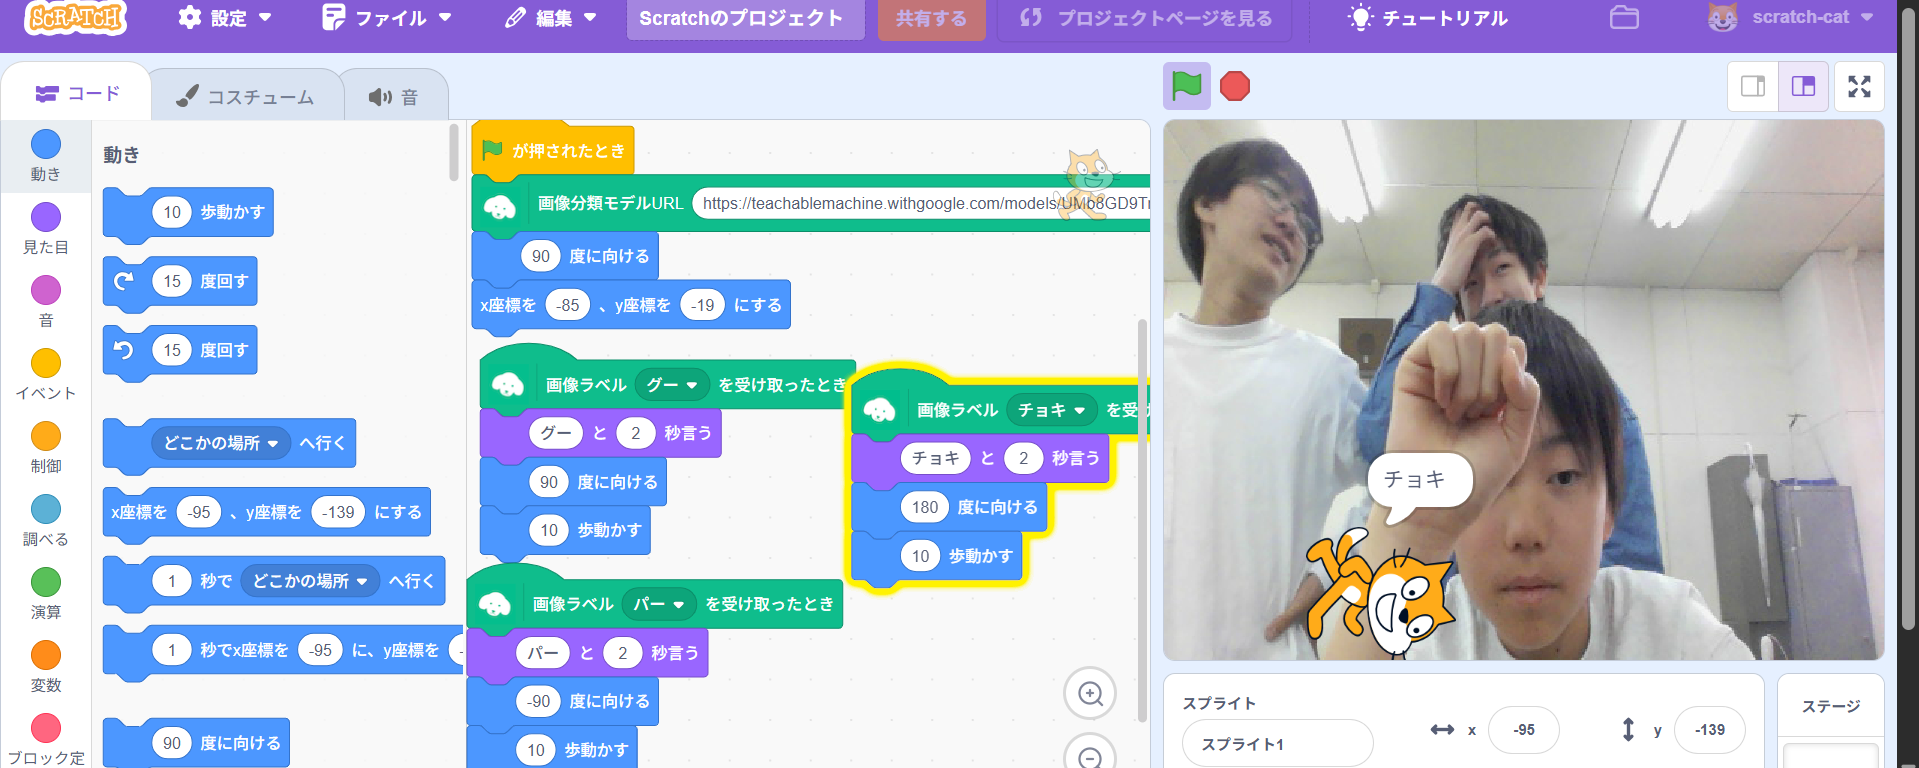 SCRATCH
設定
ファイル
編集
Scratchのプロジェクト
共有する
プロジェクトページを見る
チュートリアル
scratch-cat
コード
コスチューム
音
動き
見た目
音
イベント
制御
調べる
演算
変数
ブロック定
動き
10 歩動かす
15 度回す
15 度回す
どこかの場所 へ行く
x座標を -95 、y座標を -139 にする
1 秒で どこかの場所 へ行く
1 秒でx座標を -95 に、y座標を
90 度に向ける
が押されたとき
画像分類モデルURL https://teachablemachine.withgoogle.com/models/UMb8GD9T
90 度に向ける
x座標を -85 、y座標を -19 にする
画像ラベル グー を受け取ったとき
グー と 2 秒言う
90 度に向ける
10 歩動かす
画像ラベル チョキ を受け
チョキ と 2 秒言う
180 度に向ける
10 歩動かす
画像ラベル パー を受け取ったとき
パー と 2 秒言う
-90 度に向ける
10 歩動かす
チョキ
スプライト
スプライト1
x -95
y -139
ステージ